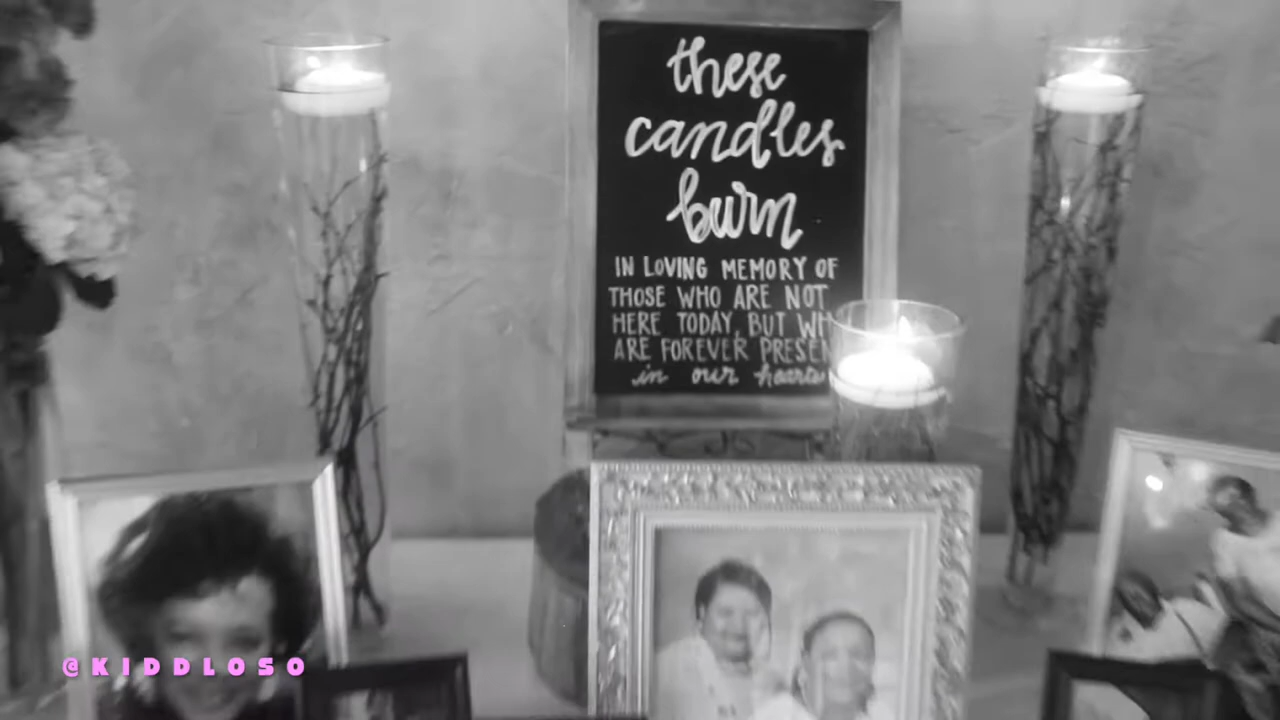 these
candles
burn
IN LOVING MEMORY OF
THOSE WHO ARE NOT
HERE TODAY, BUT
ARE FOREVER
in our hearts
@KIDDLOSO